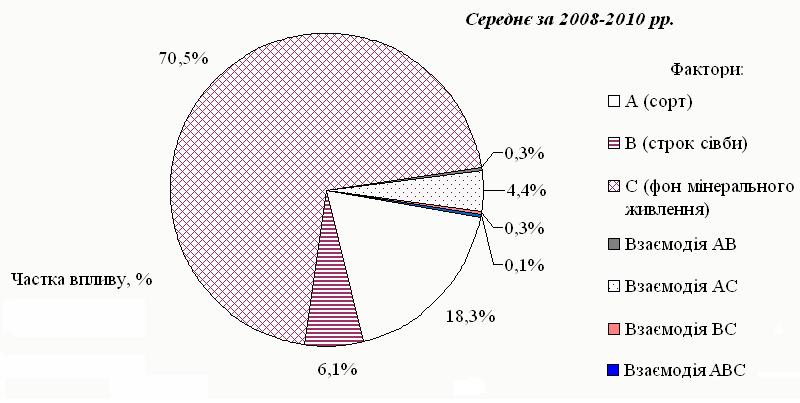 Середнє за 2008-2010 рр.
70,5%
Фактори:
А (сорт)
В (строк сівби)
С (фон мінерального
живлення)
Взаємодія АВ
Взаємодія АС
Взаємодія ВС
Взаємодія АВС
0,3%
4,4%
0,3%
0,1%
18,3%
6,1%
Частка впливу, %